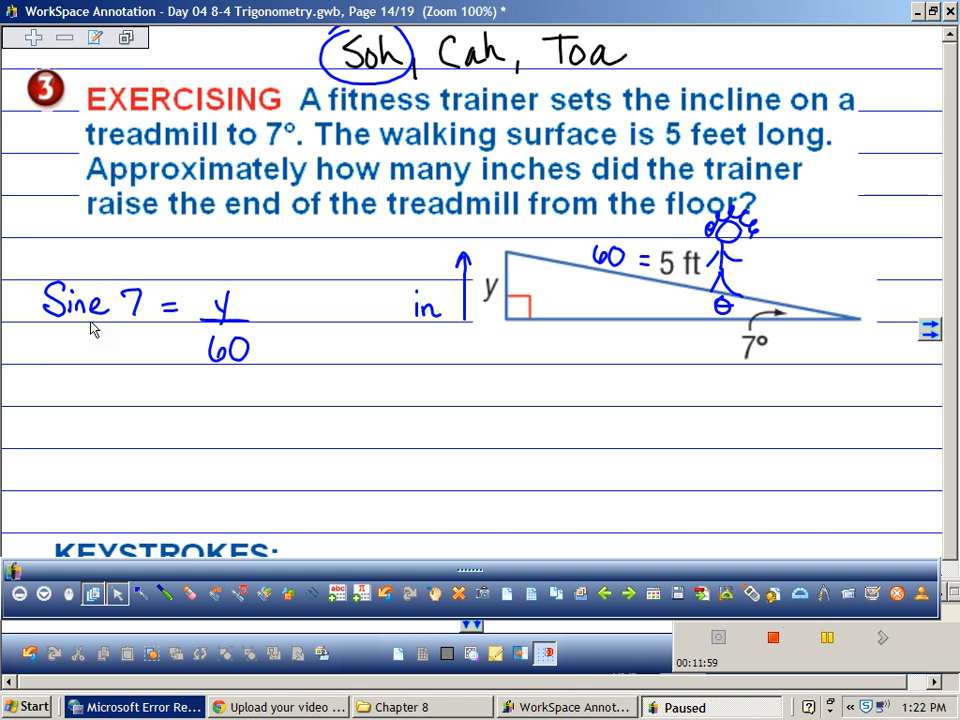 WorkSpace Annotation - Day 04 8-4 Trigonometry.gwb, Page 14/19 (Zoom 100%) *
Soh, Cah, Toa
3 EXERCISING A fitness trainer sets the incline on a
treadmill to 7°. The walking surface is 5 feet long.
Approximately how many inches did the trainer
raise the end of the treadmill from the floor?
60 = 5 ft
Sine 7 = y
60
in
y
7°
KEYSTROKES:
00:11:59
Start
Microsoft Error Re...
Upload your video ...
Chapter 8
WorkSpace Annot...
Paused
1:22 PM